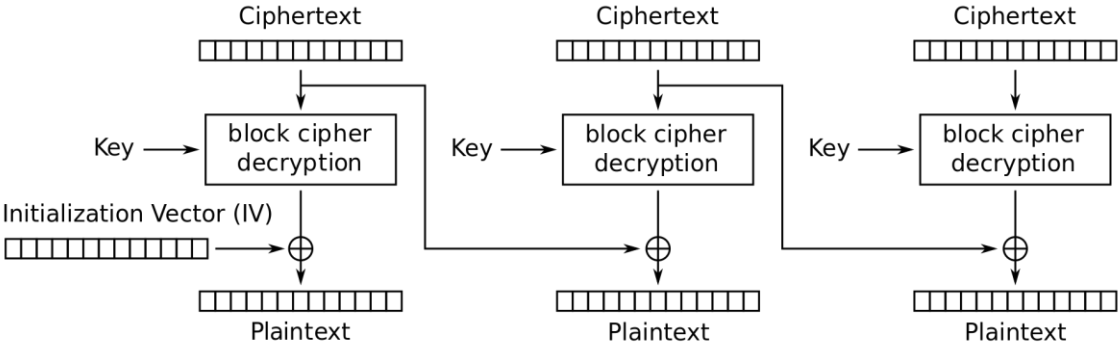 Ciphertext
Ciphertext
Ciphertext
Key
block cipher
decryption
Key
block cipher
decryption
Key
block cipher
decryption
Initialization Vector (IV)
Plaintext
Plaintext
Plaintext